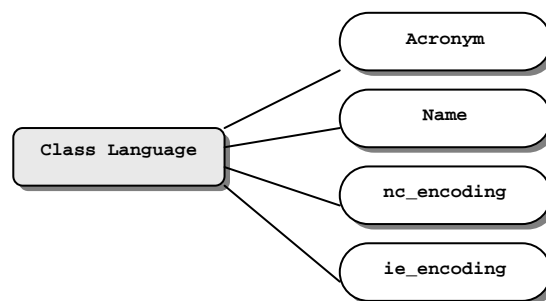 Acronym
Name
Class Language
nc_encoding
ie_encoding